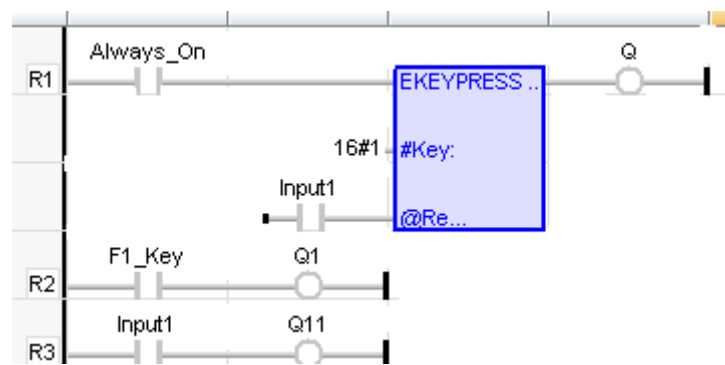 Always_On Q
R1 EKEYPRESS ..
16#1 #Key:
Input1
@Re...
F1_Key Q1
R2
Input1 Q11
R3